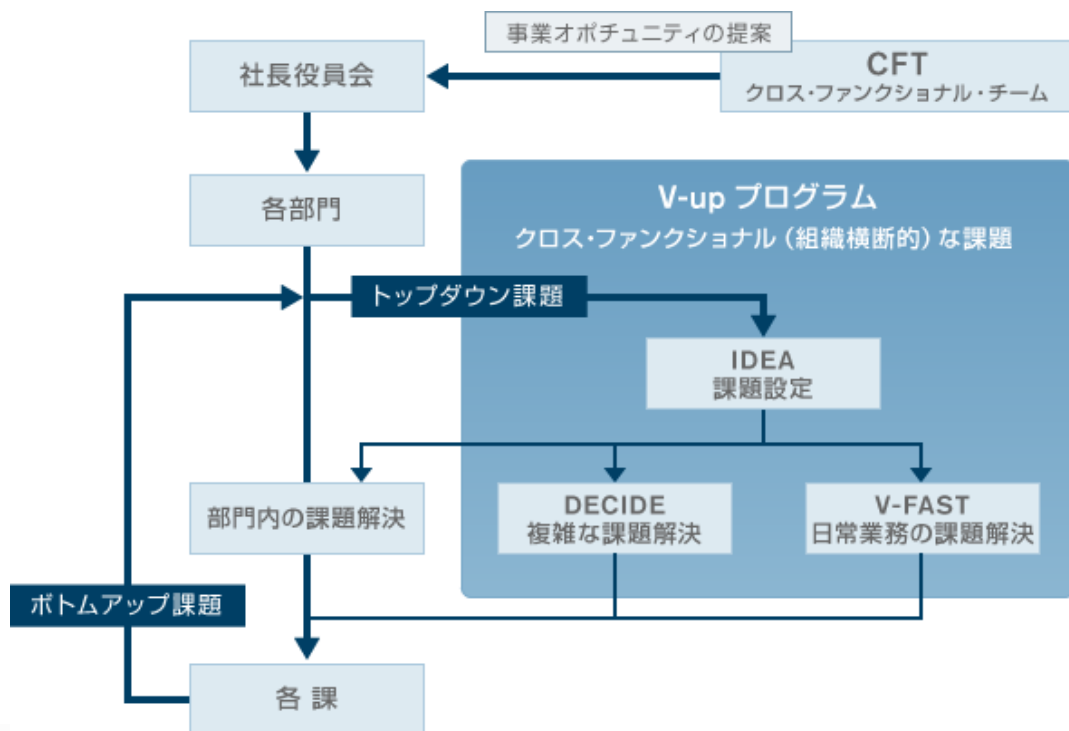 事業オポチュニティの提案
社長役員会
CFT
クロス・ファンクショナル・チーム
各部門
V-up プログラム
クロス・ファンクショナル（組織横断的）な課題
トップダウン課題
IDEA
課題設定
部門内の課題解決
DECIDE
複雑な課題解決
V-FAST
日常業務の課題解決
ボトムアップ課題
各 課